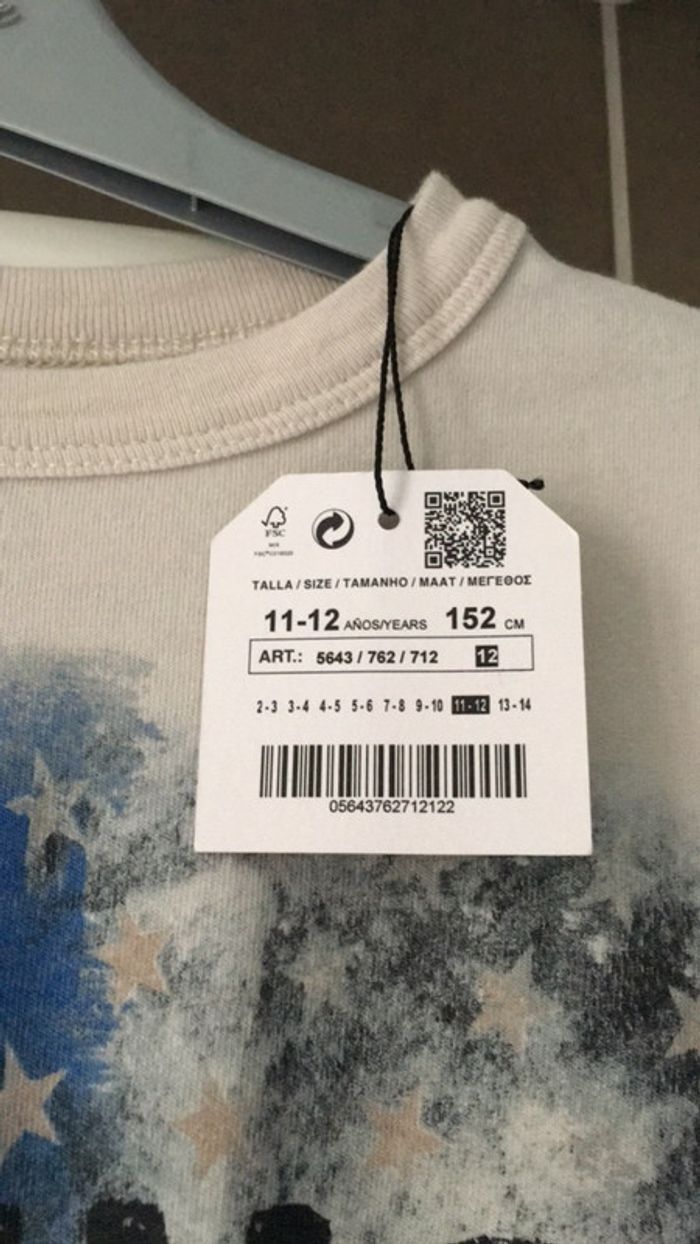 FSC
TALLA / SIZE / TAMANHO / MAAT / ΜΕΓΕΘΟΣ
11-12 AÑOS/YEARS 152 CM
ART.: 5643 / 762 / 712 12
2-3 3-4 4-5 5-6 7-8 9-10 11-12 13-14
05643762712122